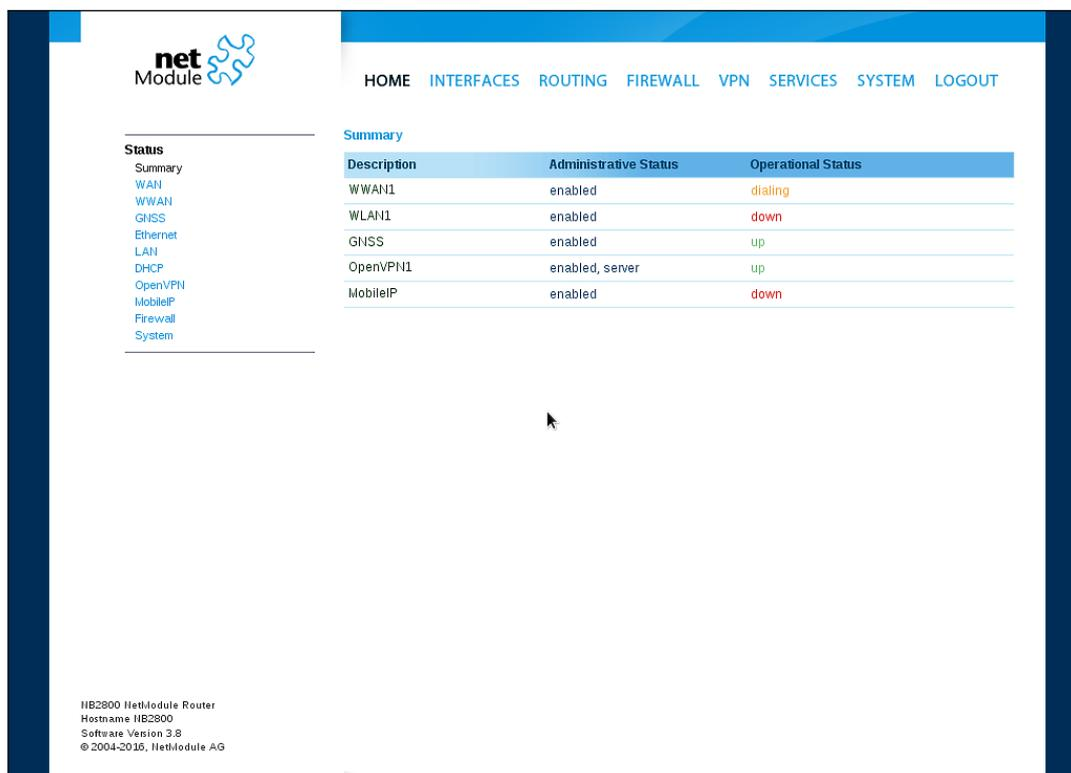 net
Module
HOME INTERFACES ROUTING FIREWALL VPN SERVICES SYSTEM LOGOUT
Status
Summary
WAN
WWAN
GNSS
Ethernet
LAN
DHCP
OpenVPN
MobileIP
Firewall
System
Summary
Description Administrative Status Operational Status
WWAN1 enabled dialing
WLAN1 enabled down
GNSS enabled up
OpenVPN1 enabled, server up
MobileIP enabled down
NB2800 NetModule Router
Hostname NB2800
Software Version 3.8
© 2004-2016, NetModule AG